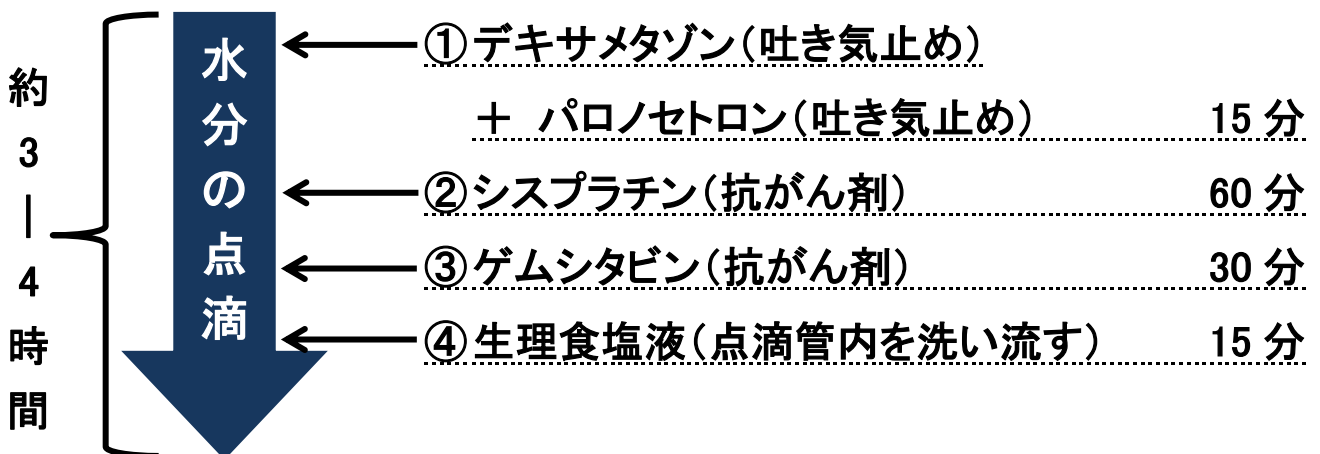 約3|4時間
水分の点滴
①デキサメタゾン(吐き気止め)
＋ パロノセトロン(吐き気止め) 15 分
②シスプラチン(抗がん剤) 60 分
③ゲムシタビン(抗がん剤) 30 分
④生理食塩液(点滴管内を洗い流す) 15 分